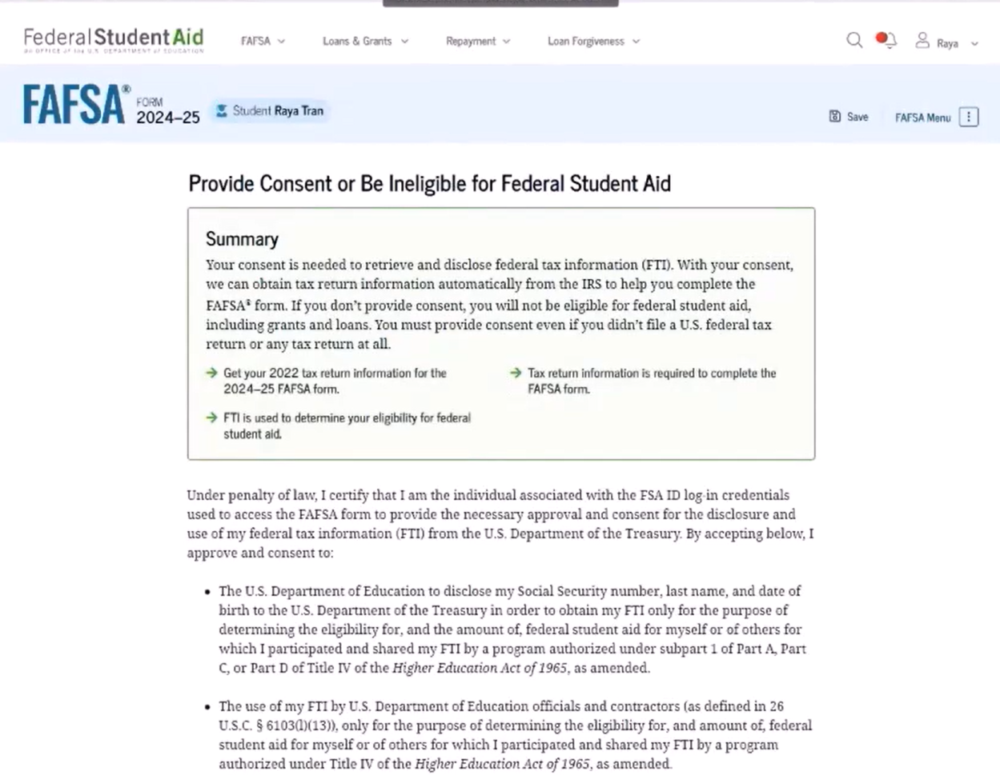 Federal Student Aid
An OFFICE of the U.S. DEPARTMENT of EDUCATION
FAFSA
Loans & Grants
Repayment
Loan Forgiveness
Raya
FAFSA®
FORM
2024–25
Student Raya Tran
Save
FAFSA Menu
Provide Consent or Be Ineligible for Federal Student Aid
Summary
Your consent is needed to retrieve and disclose federal tax information (FTI). With your consent,
we can obtain tax return information automatically from the IRS to help you complete the
FAFSA® form. If you don't provide consent, you will not be eligible for federal student aid,
including grants and loans. You must provide consent even if you didn't file a U.S. federal tax
return or any tax return at all.
Get your 2022 tax return information for the
2024–25 FAFSA form.
Tax return information is required to complete the
FAFSA form.
FTI is used to determine your eligibility for federal
student aid.
Under penalty of law, I certify that I am the individual associated with the FSA ID log-in credentials
used to access the FAFSA form to provide the necessary approval and consent for the disclosure and
use of my federal tax information (FTI) from the U.S. Department of the Treasury. By accepting below, I
approve and consent to:
• The U.S. Department of Education to disclose my Social Security number, last name, and date of
birth to the U.S. Department of the Treasury in order to obtain my FTI only for the purpose of
determining the eligibility for, and the amount of, federal student aid for myself or of others for
which I participated and shared my FTI by a program authorized under subpart 1 of Part A, Part
C, or Part D of Title IV of the Higher Education Act of 1965, as amended.
• The use of my FTI by U.S. Department of Education officials and contractors (as defined in 26
U.S.C. § 6103(l)(13)), only for the purpose of determining the eligibility for, and amount of, federal
student aid for myself or of others for which I participated and shared my FTI by a program
authorized under Title IV of the Higher Education Act of 1965, as amended.